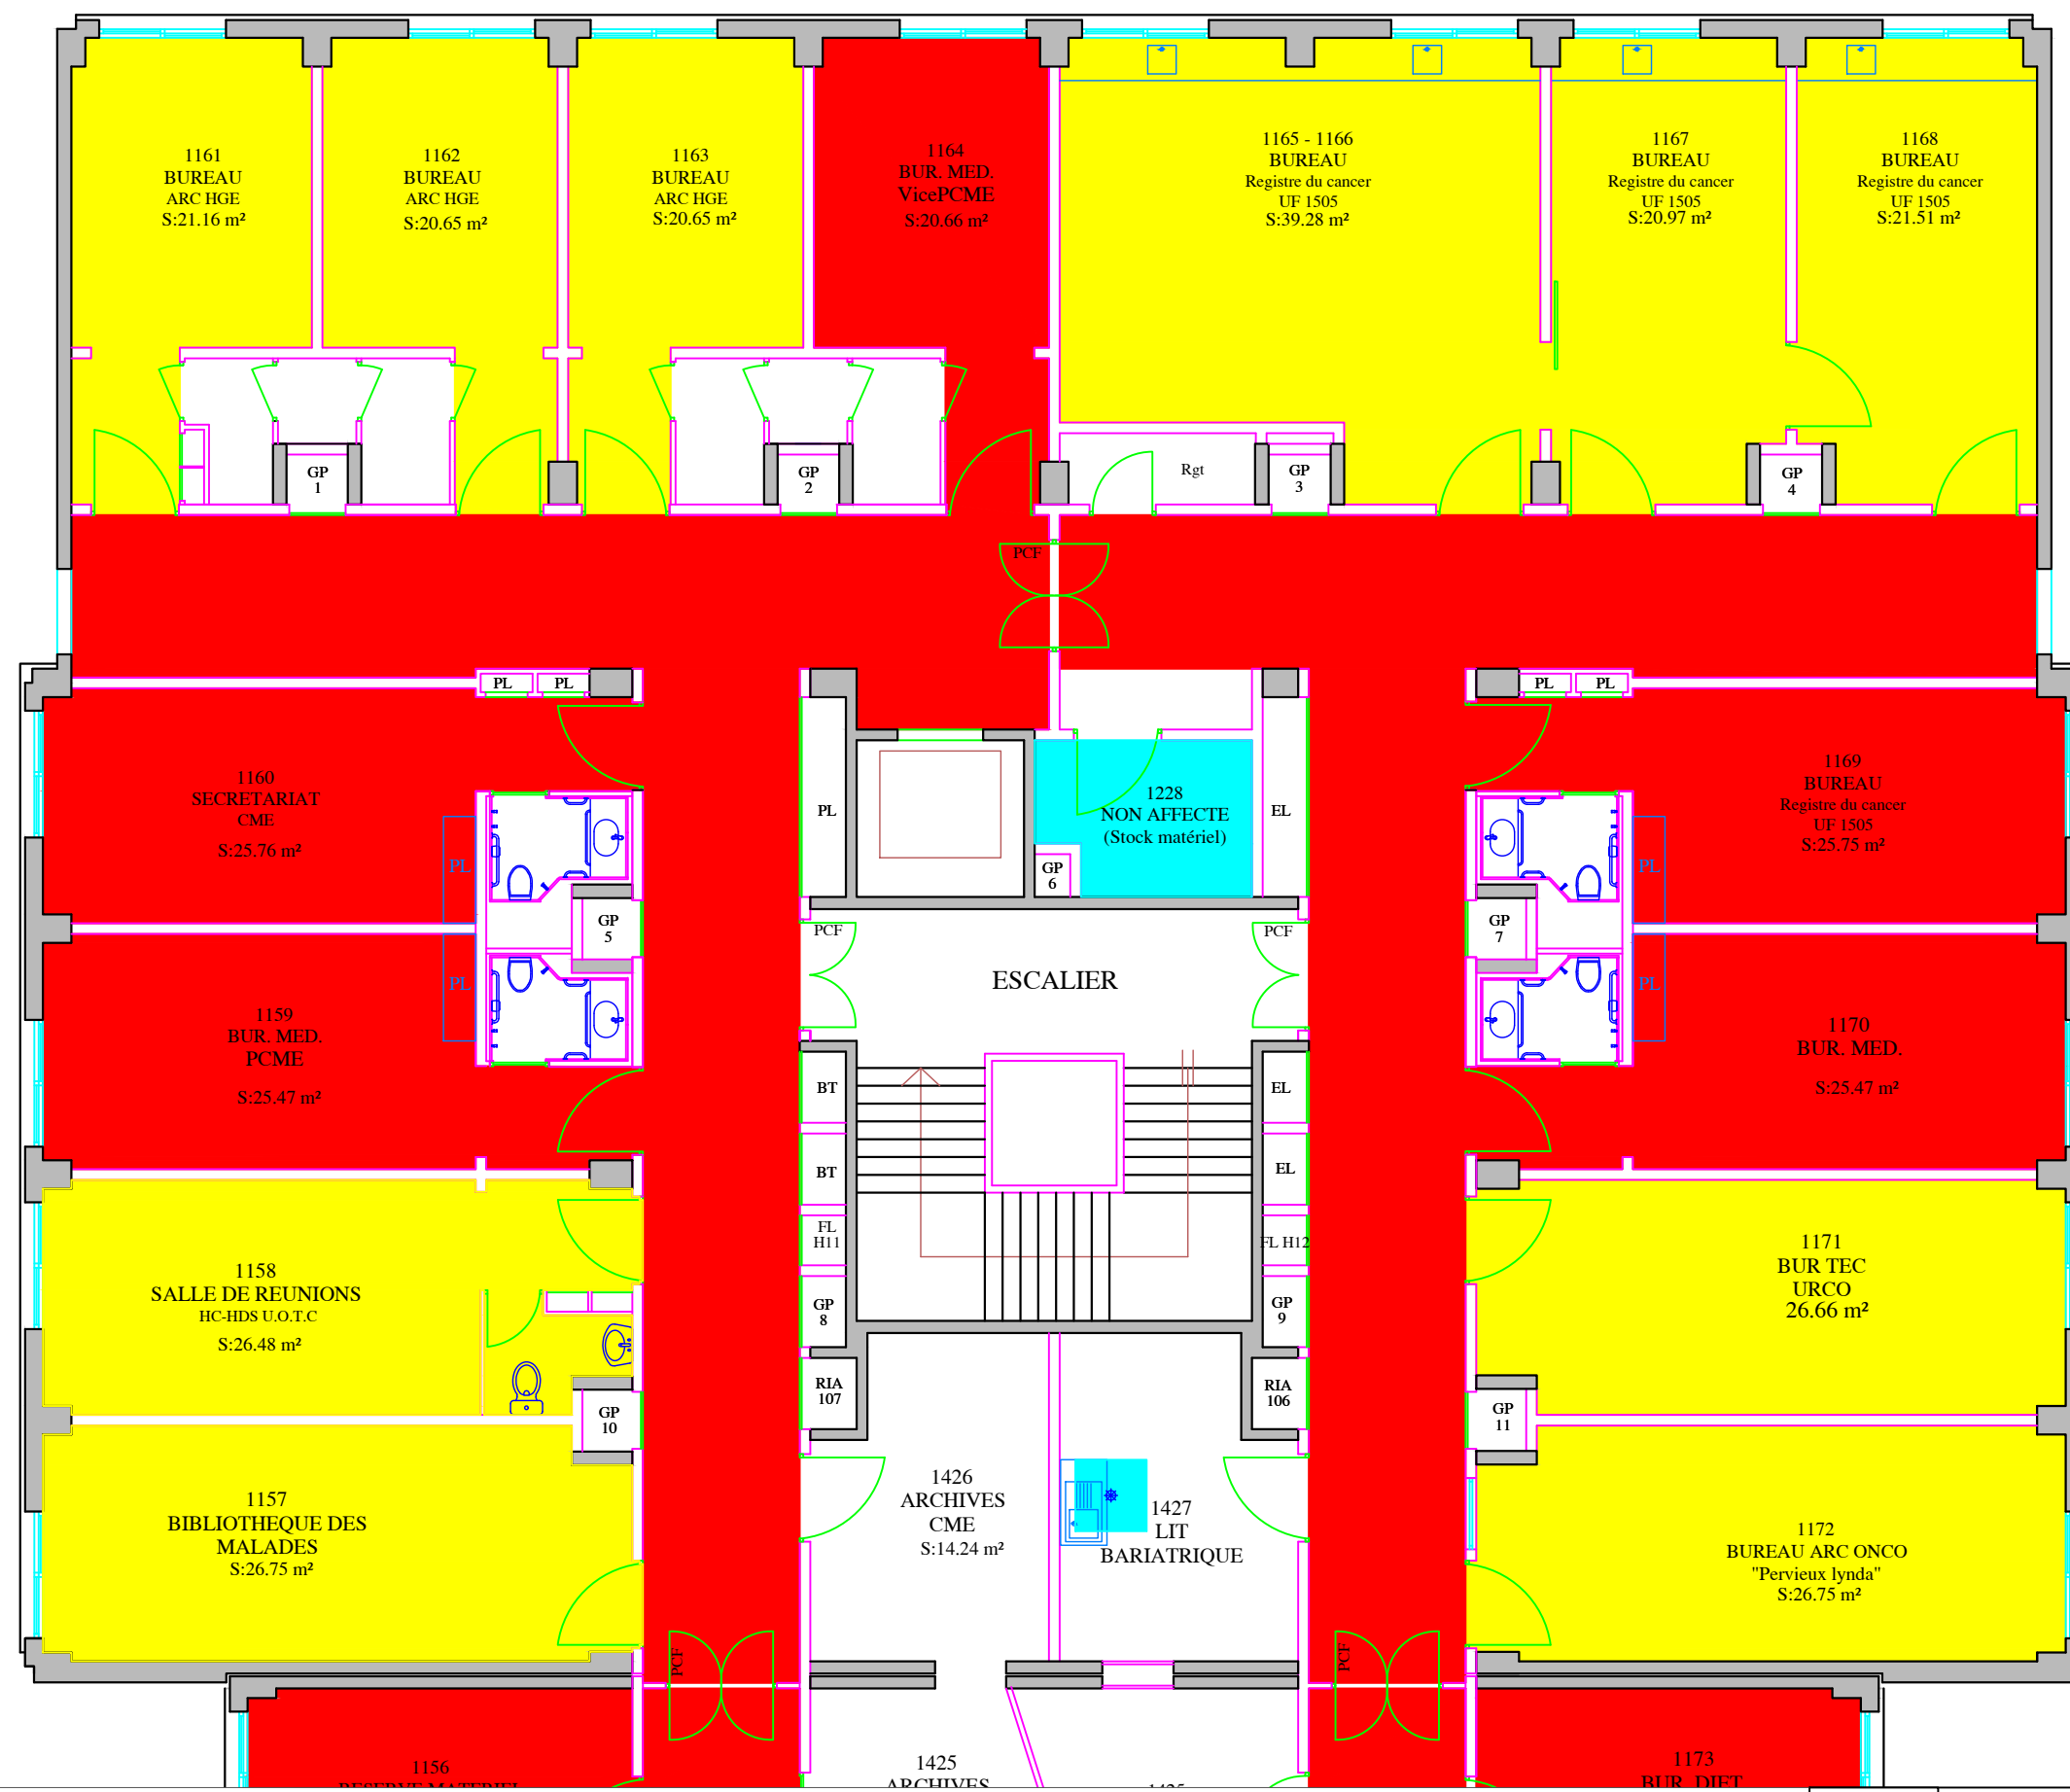 1161
BUREAU
ARC HGE
S:21.16 m²
1162
BUREAU
ARC HGE
S:20.65 m²
1163
BUREAU
ARC HGE
S:20.65 m²
1164
BUR. MED.
VicePCME
S:20.66 m²
1165 - 1166
BUREAU
Registre du cancer
UF 1505
S:39.28 m²
1167
BUREAU
Registre du cancer
UF 1505
S:20.97 m²
1168
BUREAU
Registre du cancer
UF 1505
S:21.51 m²
GP
1
GP
2
Rgt
GP
3
GP
4
PCF
PL
PL
PL
PL
1160
SECRETARIAT
CME
S:25.76 m²
PL
PL
1228
NON AFFECTE
(Stock matériel)
EL
GP
6
1169
BUREAU
Registre du cancer
UF 1505
S:25.75 m²
PL
GP
5
PCF
PCF
GP
7
ESCALIER
PL
PL
1159
BUR. MED.
PCME
S:25.47 m²
1170
BUR. MED.
S:25.47 m²
BT
EL
BT
EL
FL
H11
FL H12
1158
SALLE DE REUNIONS
HC-HDS U.O.T.C
S:26.48 m²
GP
8
GP
9
1171
BUR TEC
URCO
26.66 m²
RIA
107
RIA
106
GP
10
GP
11
1157
BIBLIOTHEQUE DES
MALADES
S:26.75 m²
1426
ARCHIVES
CME
S:14.24 m²
1427
LIT
BARIATRIQUE
1172
BUREAU ARC ONCO
"Pervieux lynda"
S:26.75 m²
PCF
PCF
1156
RESERVE MATERIEL
1425
ARCHIVES
1173
BUR. DIET